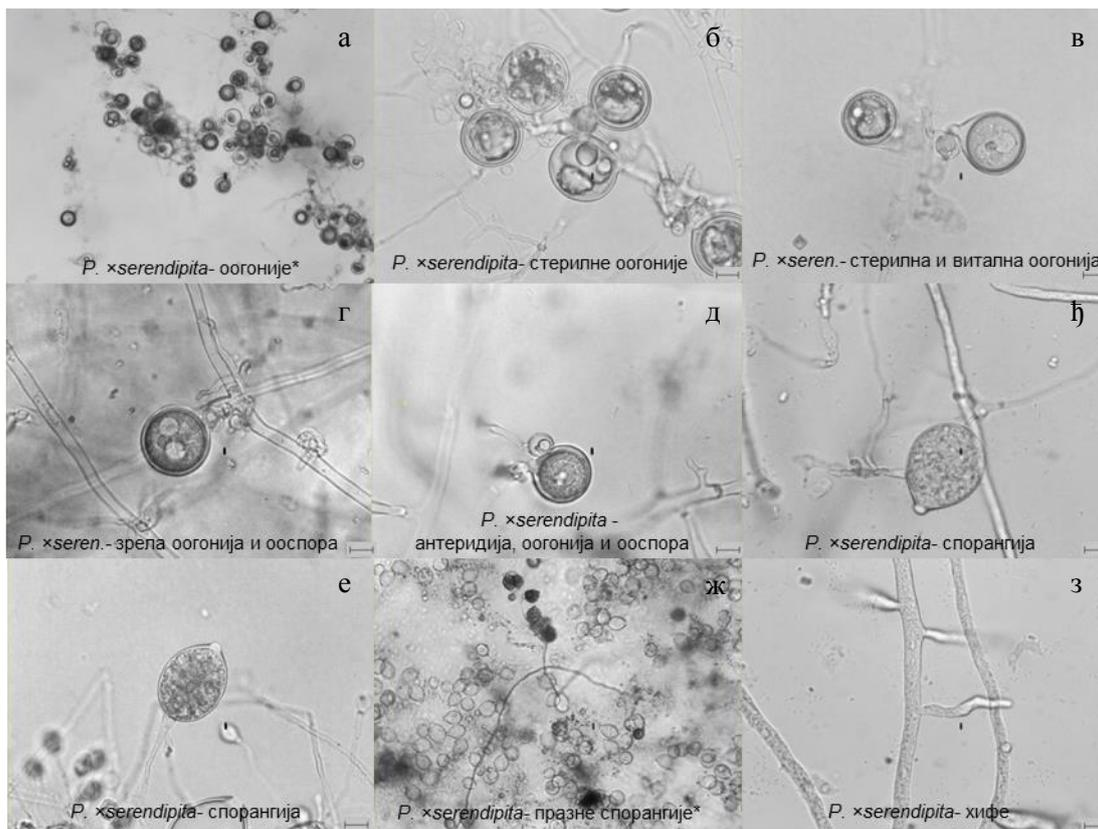 а
P. ×serendipita- оогоније*
б
P. ×serendipita- стерилне оогоније
в
P. ×seren.- стерилна и витална оогонија
г
P. ×seren.- зрела оогонија и ооспора
д
P. ×serendipita -
антеридија, оогонија и ооспора
ђ
P. ×serendipita- спорангија
е
P. ×serendipita- спорангија
ж
P. ×serendipita- празне спорангије*
з
P. ×serendipita- хифе